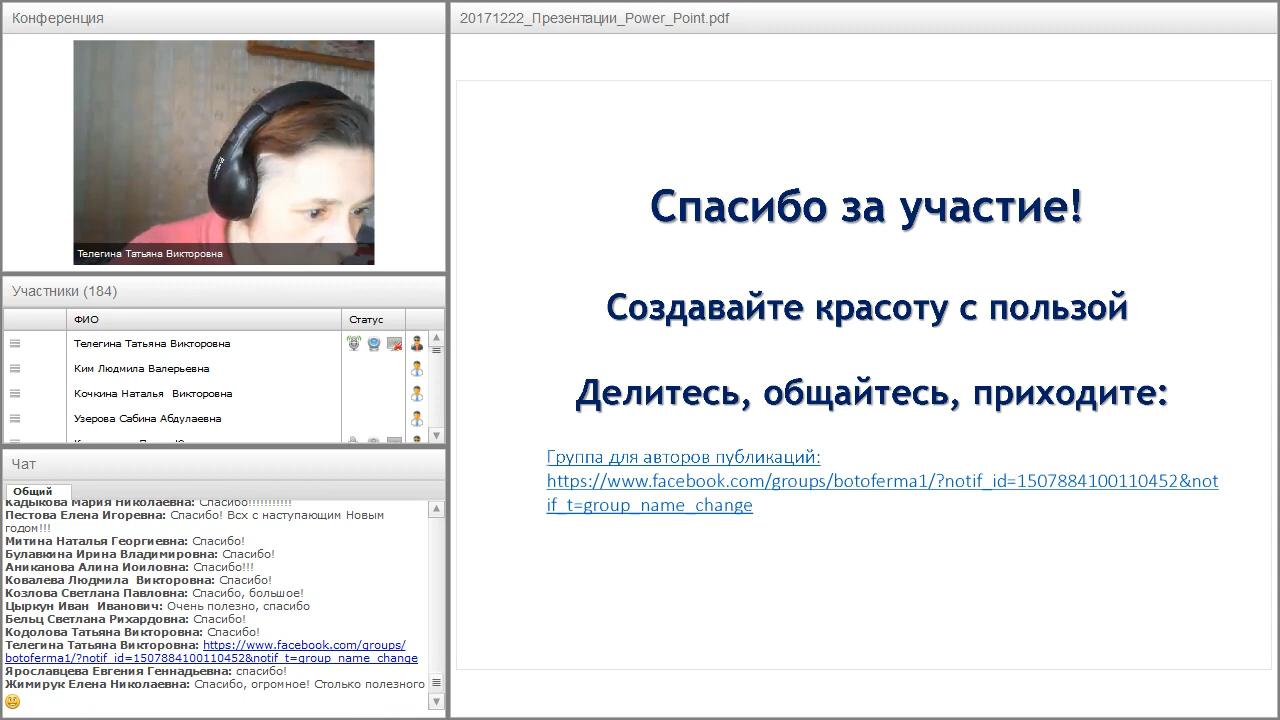 Конференция
Телегина Татьяна Викторовна
Участники (184)
ФИО
Статус
Телегина Татьяна Викторовна
Ким Людмила Валерьевна
Кочкина Наталья Викторовна
Узерова Сабина Абдулаевна
Чат
Общий
Кадыкова Мария Николаевна: Спасибо!!!!!!!!!!!
Пестова Елена Игоревна: Спасибо! Всх с наступающим Новым
годом!!!
Митина Наталья Георгиевна: Спасибо!
Булавкина Ирина Владимировна: Спасибо!
Аниканова Алина Иоиловна: Спасибо!!!
Ковалева Людмила Викторовна: Спасибо!
Козлова Светлана Павловна: Спасибо, большое!
Цыркун Иван Иванович: Очень полезно, спасибо
Бельц Светлана Рихардовна: Спасибо!
Кодолова Татьяна Викторовна: Спасибо!
Телегина Татьяна Викторовна: https://www.facebook.com/groups/
botoferma1/?notif_id=1507884100110452&notif_t=group_name_change
Ярославцева Евгения Геннадьевна: спасибо!
Жимирук Елена Николаевна: Спасибо, огромное! Столько полезного
20171222_Презентации_Power_Point.pdf
Спасибо за участие!
Создавайте красоту с пользой
Делитесь, общайтесь, приходите:
Группа для авторов публикаций:
https://www.facebook.com/groups/botoferma1/?notif_id=1507884100110452&not
if_t=group_name_change